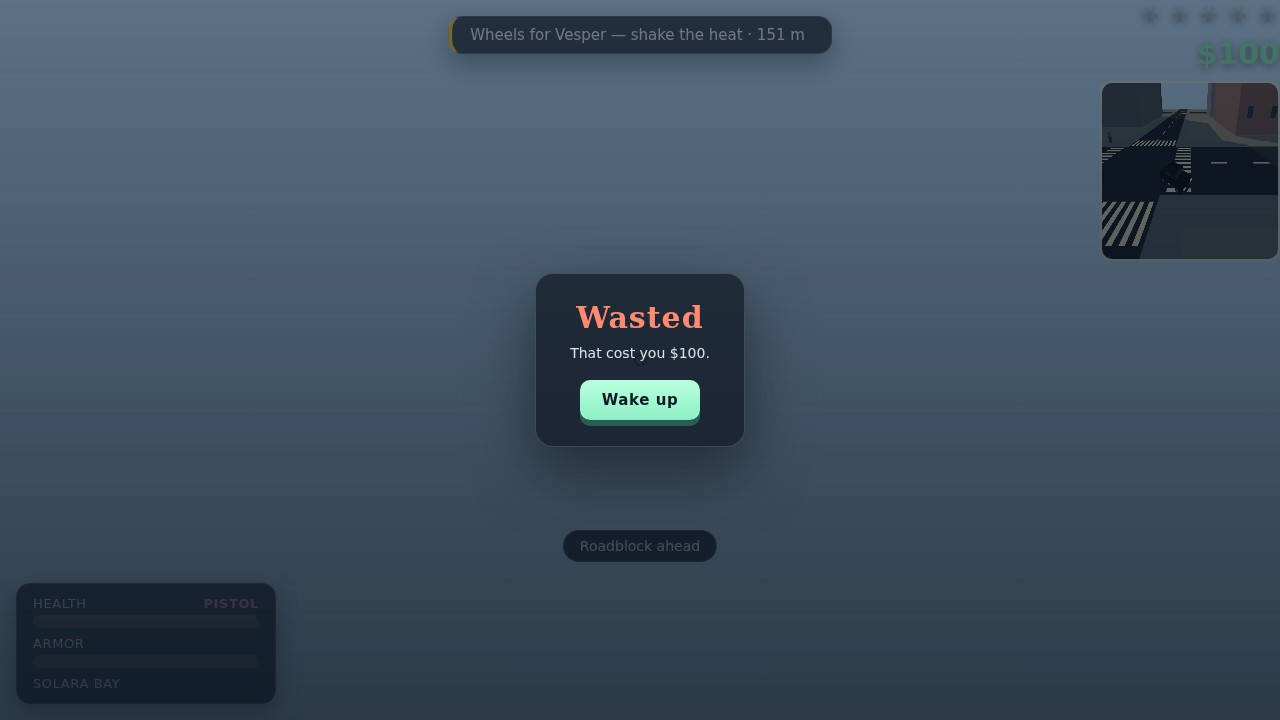 Wheels for Vesper — shake the heat · 151 m
$100
Wasted
That cost you $100.
Wake up
Roadblock ahead
HEALTH PISTOL
ARMOR
SOLARA BAY